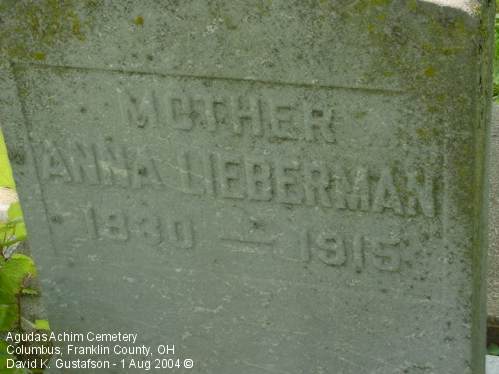 MOTHER
ANNA LIEBERMAN
1830 — 1915
Agudas Achim Cemetery
Columbus, Franklin County, OH
David K. Gustafson - 1 Aug 2004 ©